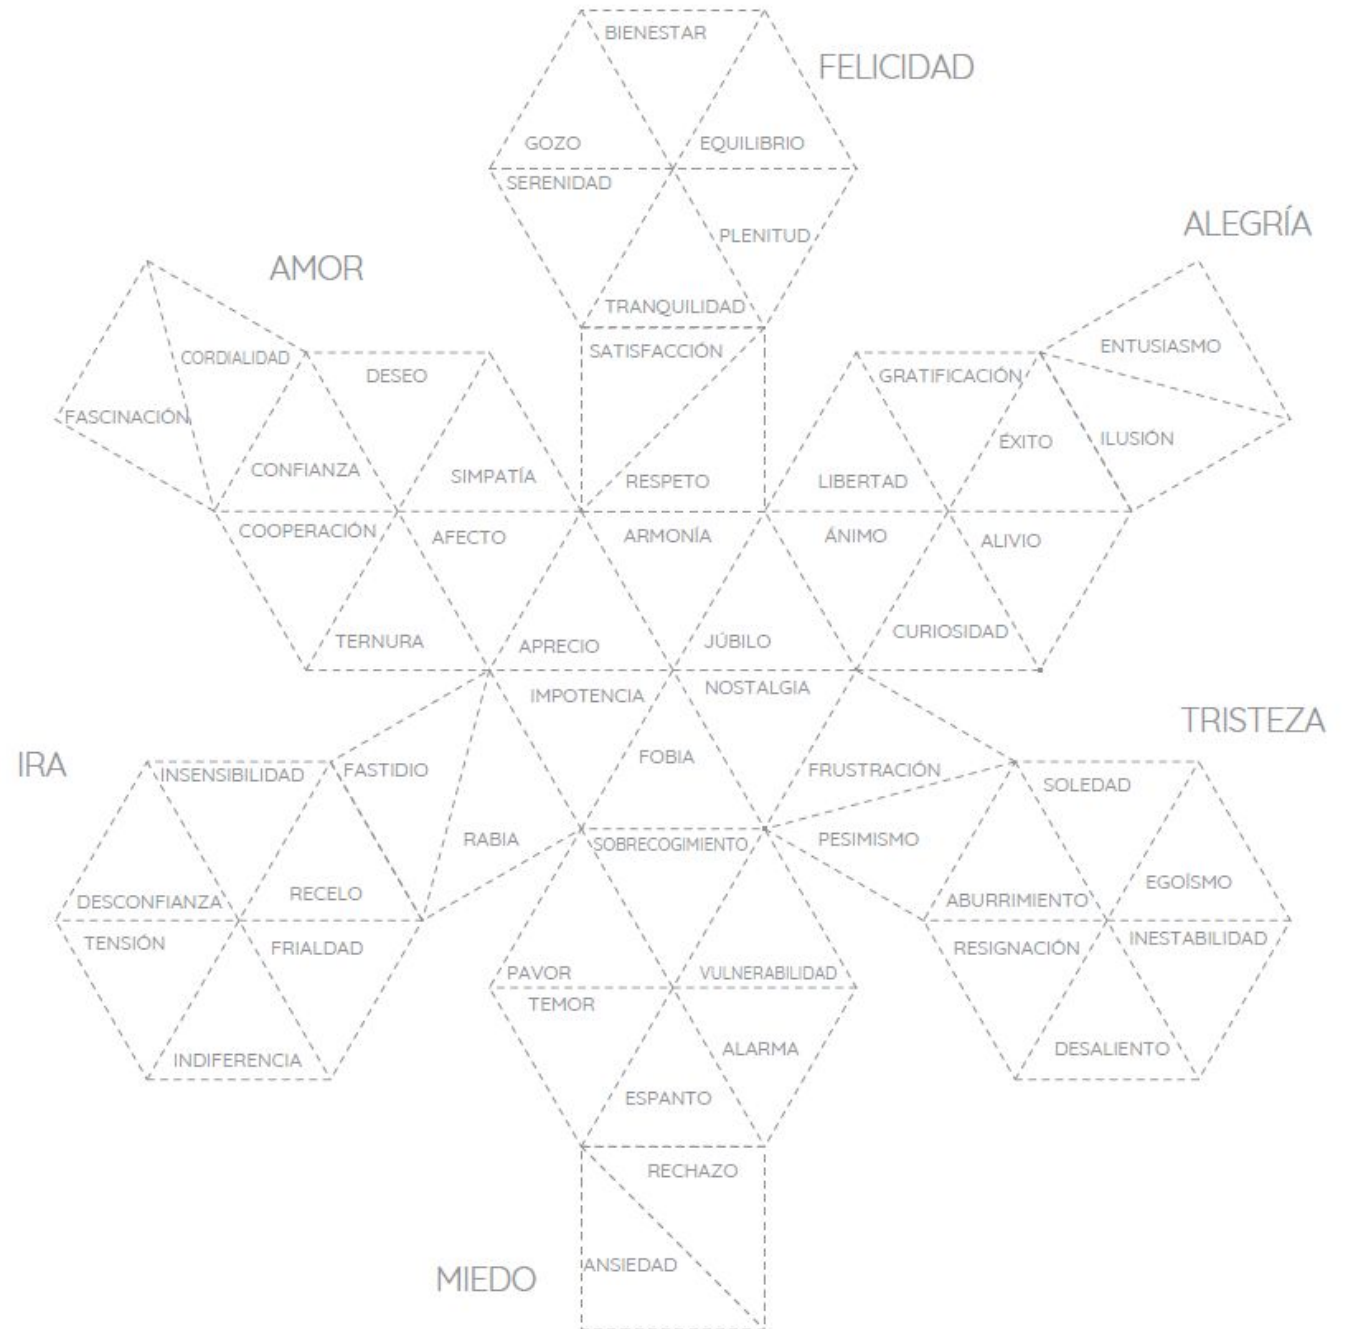 BIENESTAR
FELICIDAD
GOZO
EQUILIBRIO
SERENIDAD
PLENITUD
TRANQUILIDAD
SATISFACCIÓN
RESPETO
AMOR
CORDIALIDAD
DESEO
FASCINACIÓN
CONFIANZA
SIMPATÍA
COOPERACIÓN
AFECTO
TERNURA
APRECIO
ARMONÍA
JÚBILO
ALEGRÍA
ENTUSIASMO
GRATIFICACIÓN
ÉXITO
ILUSIÓN
LIBERTAD
ÁNIMO
ALIVIO
CURIOSIDAD
IMPOTENCIA
NOSTALGIA
FOBIA
IRA
INSENSIBILIDAD
FASTIDIO
RABIA
DESCONFIANZA
RECELO
TENSIÓN
FRIALDAD
INDIFERENCIA
TRISTEZA
FRUSTRACIÓN
SOLEDAD
PESIMISMO
ABURRIMIENTO
EGOÍSMO
RESIGNACIÓN
INESTABILIDAD
DESALIENTO
SOBRECOGIMIENTO
PAVOR
VULNERABILIDAD
TEMOR
ALARMA
ESPANTO
RECHAZO
ANSIEDAD
MIEDO